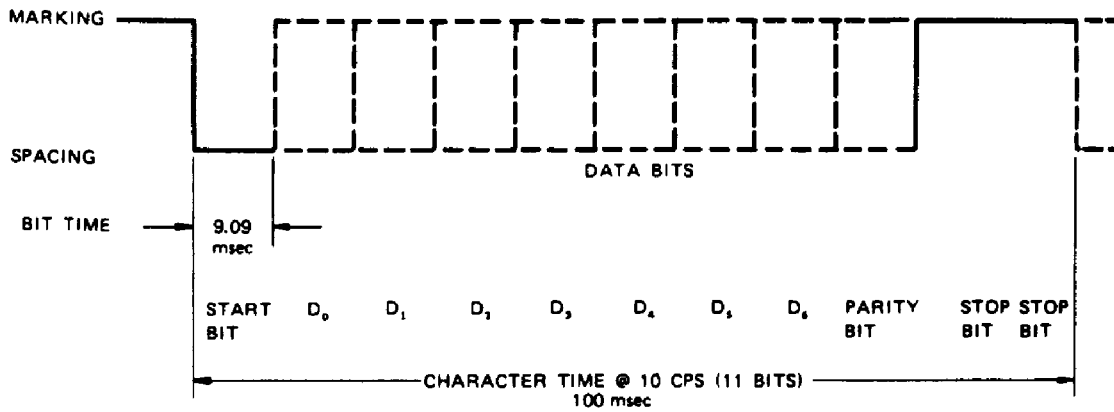 MARKING
SPACING
DATA BITS
BIT TIME
9.09
msec
START
BIT
D₀
D₁
D₂
D₃
D₄
D₅
D₆
PARITY
BIT
STOP
BIT
STOP
BIT
CHARACTER TIME @ 10 CPS (11 BITS)
100 msec